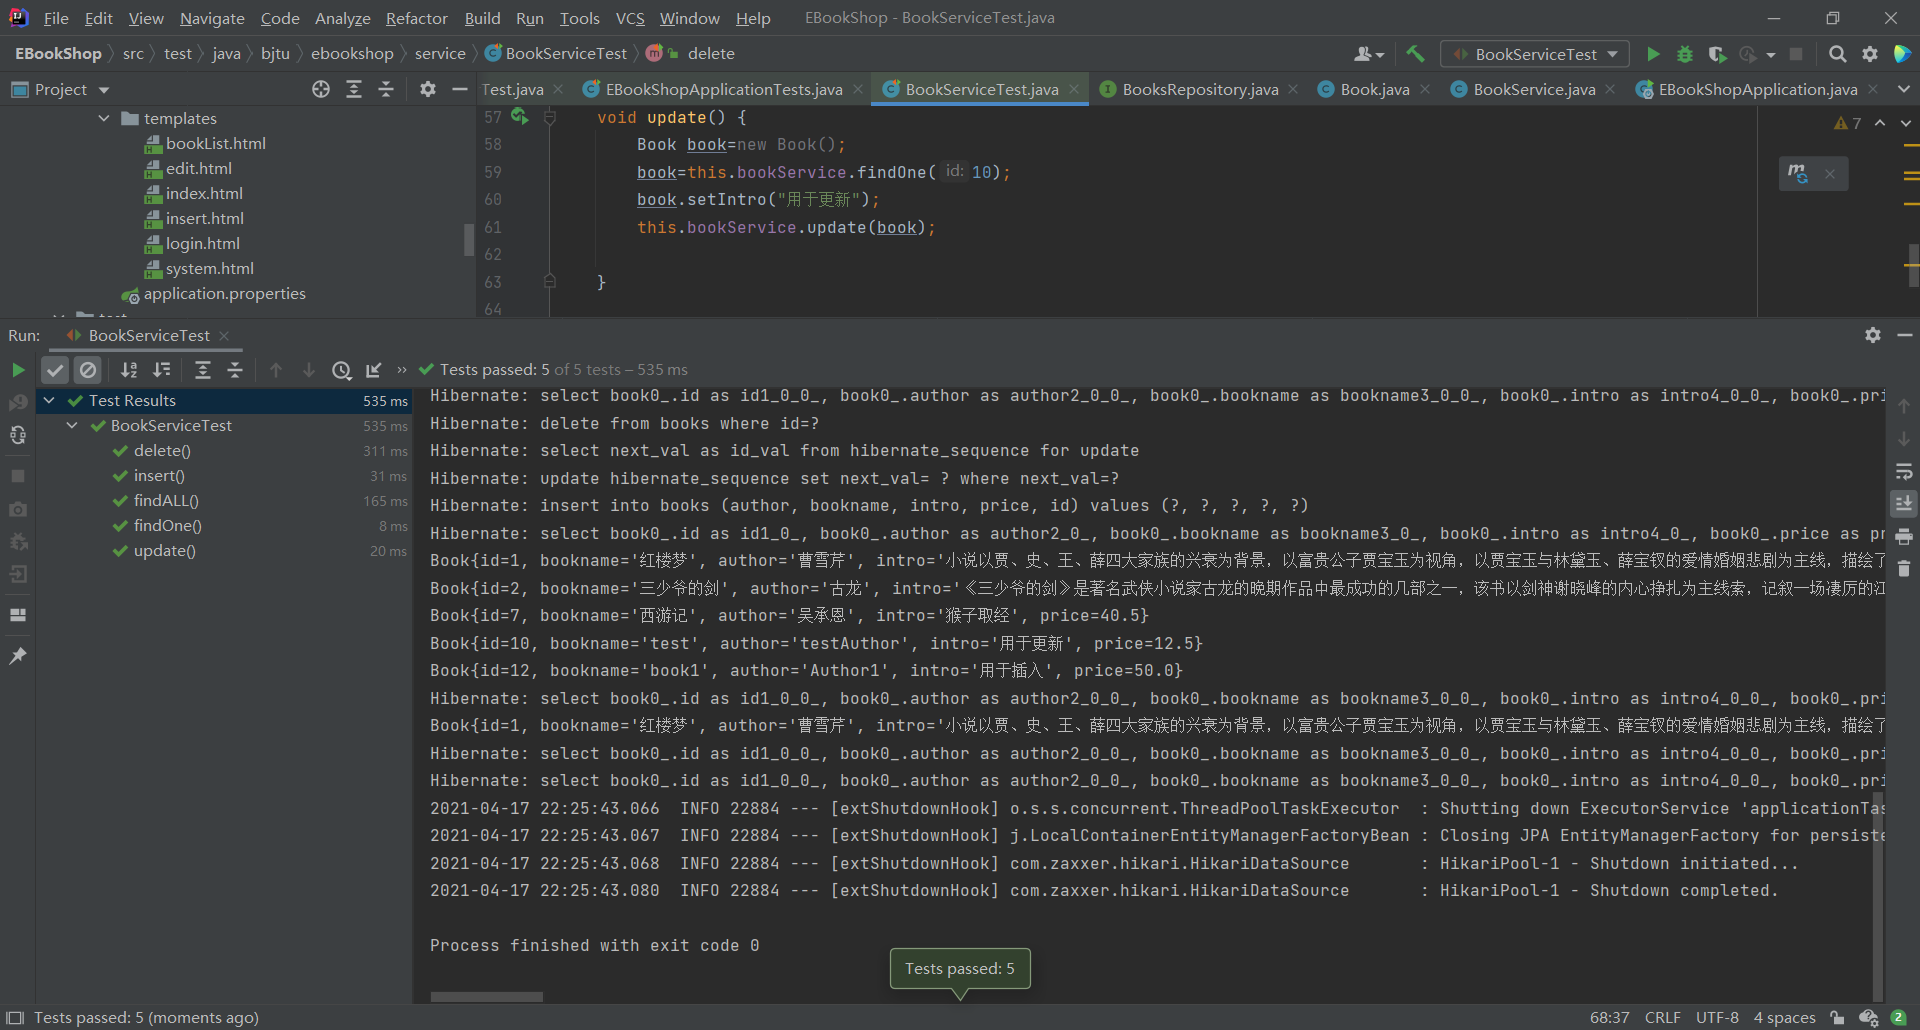 File Edit View Navigate Code Analyze Refactor Build Run Tools VCS Window Help EBookShop - BookServiceTest.java
EBookShop src test java bjtu ebookshop service BookServiceTest delete BookServiceTest
Project
Test.java EBookShopApplicationTests.java BookServiceTest.java BooksRepository.java Book.java BookService.java EBookShopApplication.java
templates
bookList.html
edit.html
index.html
insert.html
login.html
system.html
application.properties
test
57 void update() {
58 Book book=new Book();
59 book=this.bookService.findOne( id: 10);
60 book.setIntro("用于更新");
61 this.bookService.update(book);
62
63 }
64
7
Run: BookServiceTest
Tests passed: 5 of 5 tests – 535 ms
Test Results 535 ms
BookServiceTest 535 ms
delete() 311 ms
insert() 31 ms
findALL() 165 ms
findOne() 8 ms
update() 20 ms
Hibernate: select book0_.id as id1_0_0_, book0_.author as author2_0_0_, book0_.bookname as bookname3_0_0_, book0_.intro as intro4_0_0_, book0_.pri
Hibernate: delete from books where id=?
Hibernate: select next_val as id_val from hibernate_sequence for update
Hibernate: update hibernate_sequence set next_val= ? where next_val=?
Hibernate: insert into books (author, bookname, intro, price, id) values (?, ?, ?, ?, ?)
Hibernate: select book0_.id as id1_0_, book0_.author as author2_0_, book0_.bookname as bookname3_0_, book0_.intro as intro4_0_, book0_.price as pr
Book{id=1, bookname='红楼梦', author='曹雪芹', intro='小说以贾、史、王、薛四大家族的兴衰为背景，以富贵公子贾宝玉为视角，以贾宝玉与林黛玉、薛宝钗的爱情婚姻悲剧为主线，描绘了
Book{id=2, bookname='三少爷的剑', author='古龙', intro='《三少爷的剑》是著名武侠小说家古龙的晚期作品中最成功的几部之一，该书以剑神谢晓峰的内心挣扎为主线索，记叙一场凄厉的江
Book{id=7, bookname='西游记', author='吴承恩', intro='猴子取经', price=40.5}
Book{id=10, bookname='test', author='testAuthor', intro='用于更新', price=12.5}
Book{id=12, bookname='book1', author='Author1', intro='用于插入', price=50.0}
Hibernate: select book0_.id as id1_0_0_, book0_.author as author2_0_0_, book0_.bookname as bookname3_0_0_, book0_.intro as intro4_0_0_, book0_.pri
Book{id=1, bookname='红楼梦', author='曹雪芹', intro='小说以贾、史、王、薛四大家族的兴衰为背景，以富贵公子贾宝玉为视角，以贾宝玉与林黛玉、薛宝钗的爱情婚姻悲剧为主线，描绘了
Hibernate: select book0_.id as id1_0_0_, book0_.author as author2_0_0_, book0_.bookname as bookname3_0_0_, book0_.intro as intro4_0_0_, book0_.pri
Hibernate: select book0_.id as id1_0_0_, book0_.author as author2_0_0_, book0_.bookname as bookname3_0_0_, book0_.intro as intro4_0_0_, book0_.pri
2021-04-17 22:25:43.066 INFO 22884 --- [extShutdownHook] o.s.s.concurrent.ThreadPoolTaskExecutor : Shutting down ExecutorService 'applicationTas
2021-04-17 22:25:43.067 INFO 22884 --- [extShutdownHook] j.LocalContainerEntityManagerFactoryBean : Closing JPA EntityManagerFactory for persiste
2021-04-17 22:25:43.068 INFO 22884 --- [extShutdownHook] com.zaxxer.hikari.HikariDataSource : HikariPool-1 - Shutdown initiated...
2021-04-17 22:25:43.080 INFO 22884 --- [extShutdownHook] com.zaxxer.hikari.HikariDataSource : HikariPool-1 - Shutdown completed.
Process finished with exit code 0
Tests passed: 5
Tests passed: 5 (moments ago) 68:37 CRLF UTF-8 4 spaces 2